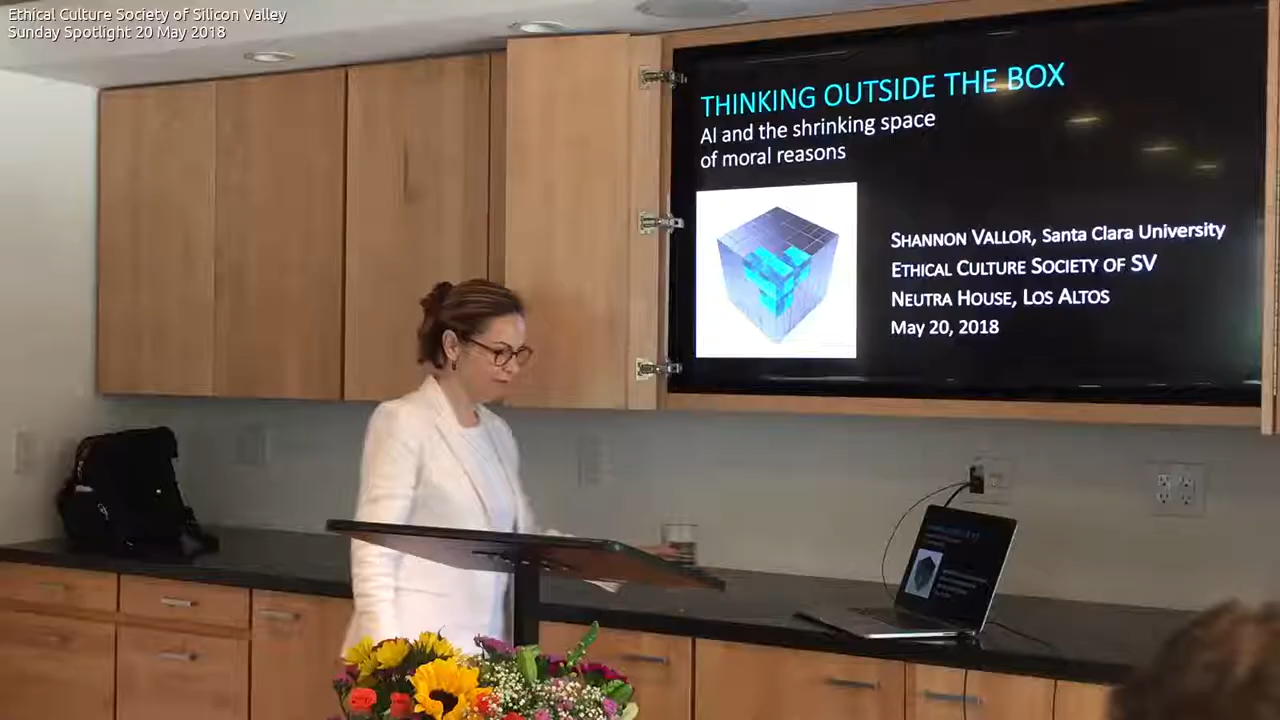 Ethical Culture Society of Silicon Valley
Sunday Spotlight 20 May 2018
THINKING OUTSIDE THE BOX
AI and the shrinking space
of moral reasons
SHANNON VALLOR, Santa Clara University
ETHICAL CULTURE SOCIETY OF SV
NEUTRA HOUSE, LOS ALTOS
May 20, 2018